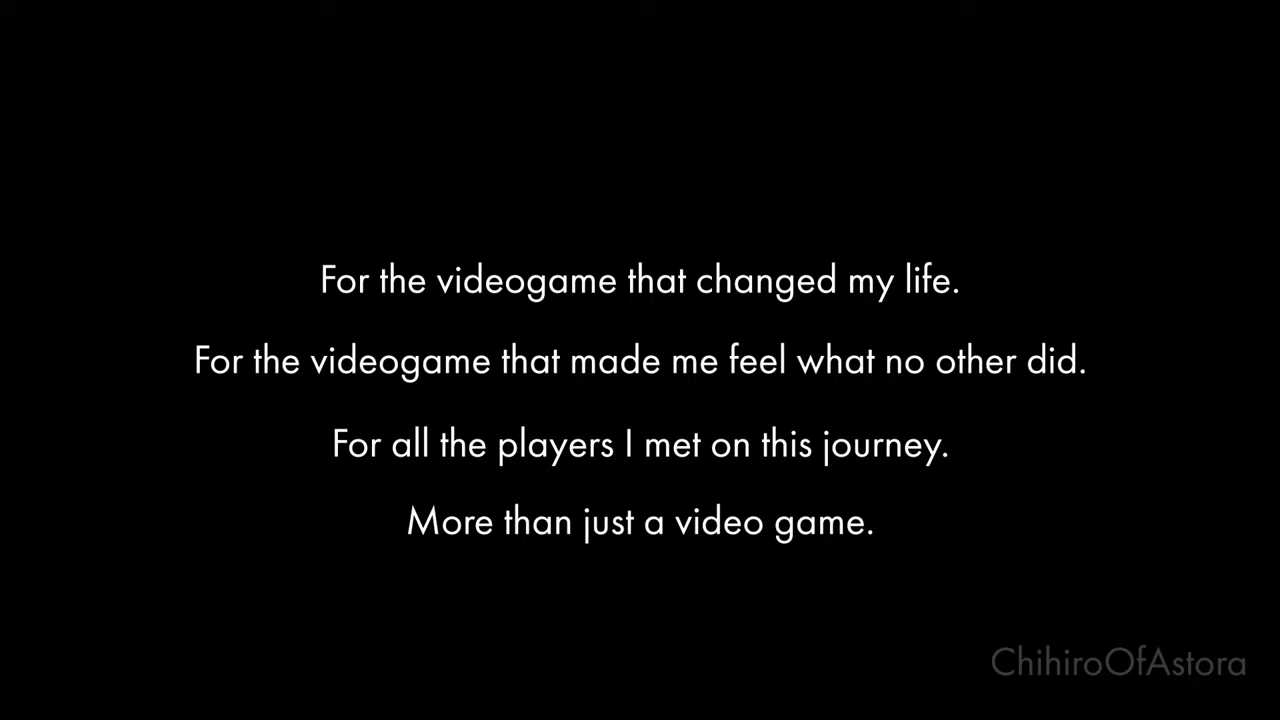 For the videogame that changed my life.
For the videogame that made me feel what no other did.
For all the players I met on this journey.
More than just a video game.
ChihiroOfAstora